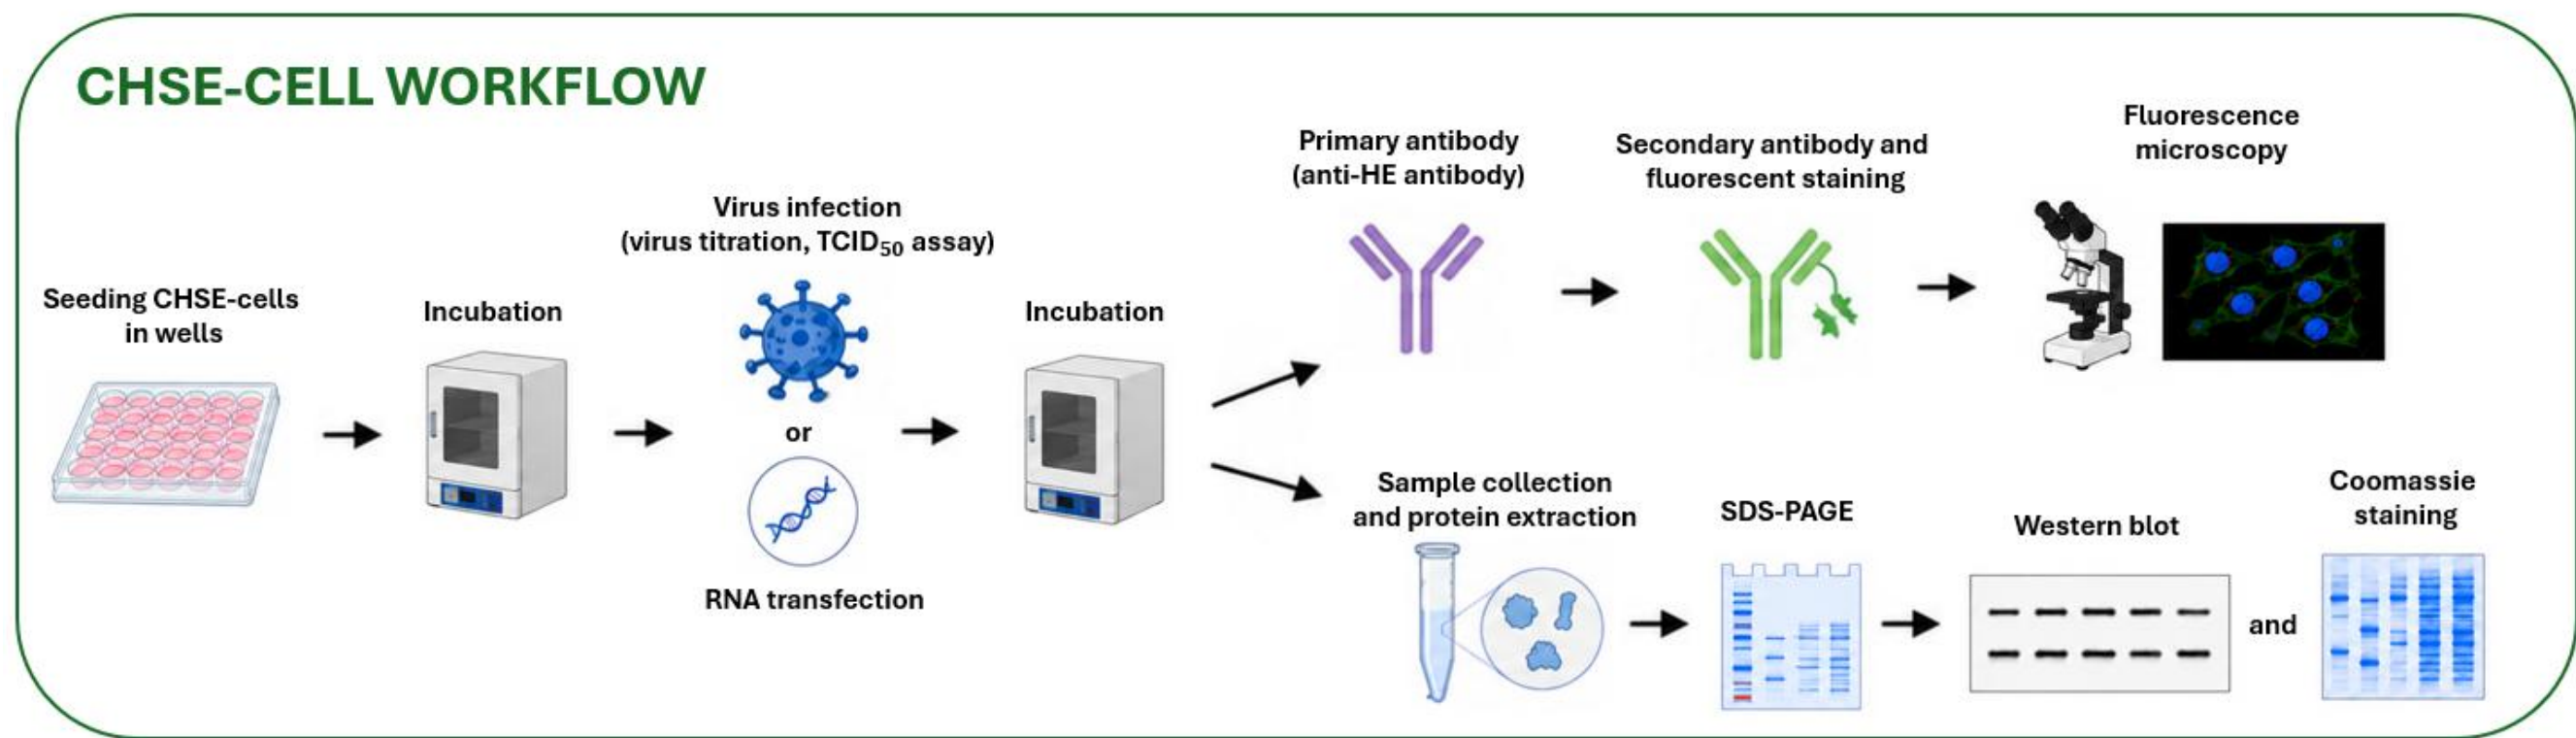 CHSE-CELL WORKFLOW
Seeding CHSE-cells
in wells
Incubation
Virus infection
(virus titration, TCID₅₀ assay)
or
RNA transfection
Incubation
Primary antibody
(anti-HE antibody)
Secondary antibody and
fluorescent staining
Fluorescence
microscopy
Sample collection
and protein extraction
SDS-PAGE
Western blot
and
Coomassie
staining